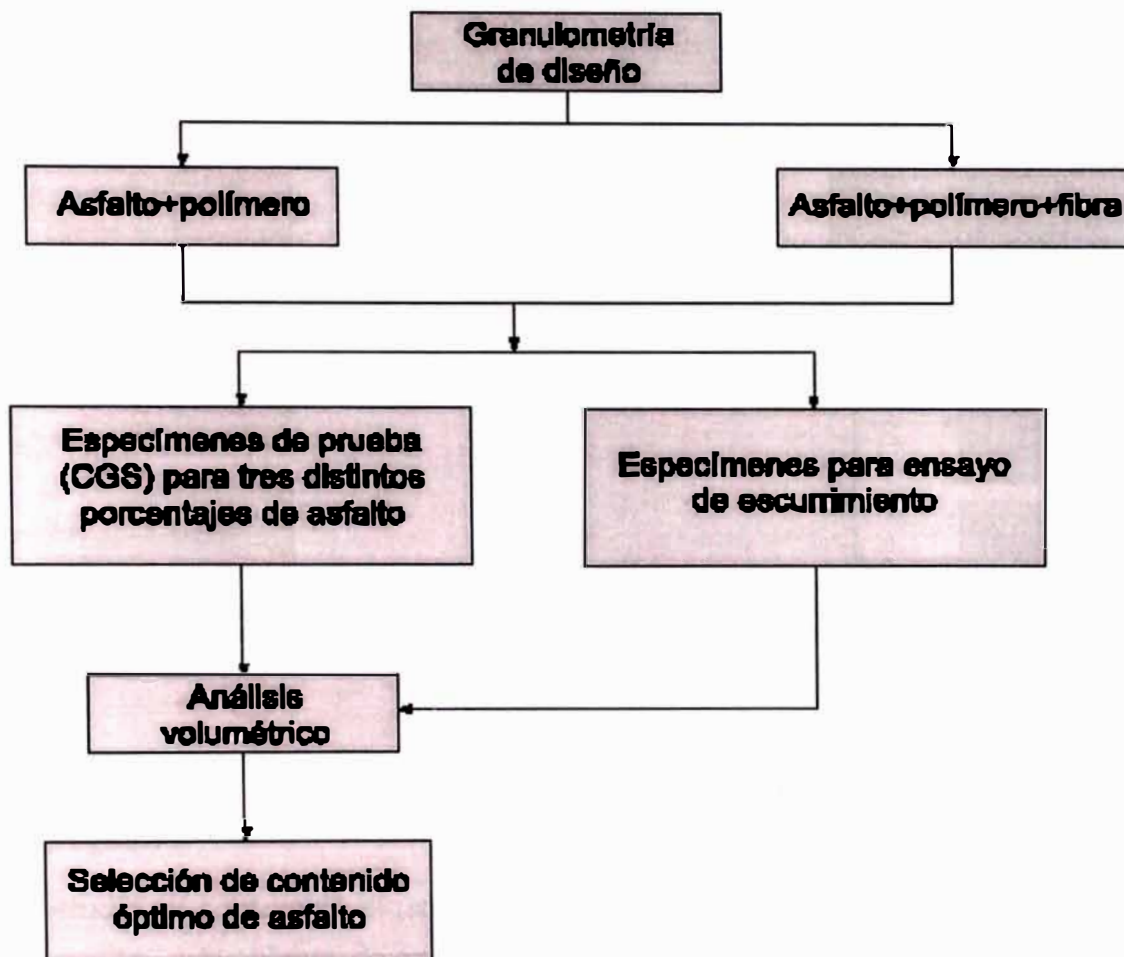 Granulometría
de diseño
Asfalto+polímero
Asfalto+polímero+fibra
Especímenes de prueba
(CGS) para tres distintos
porcentajes de asfalto
Especímenes para ensayo
de escurrimiento
Análisis
volumétrico
Selección de contenido
óptimo de asfalto